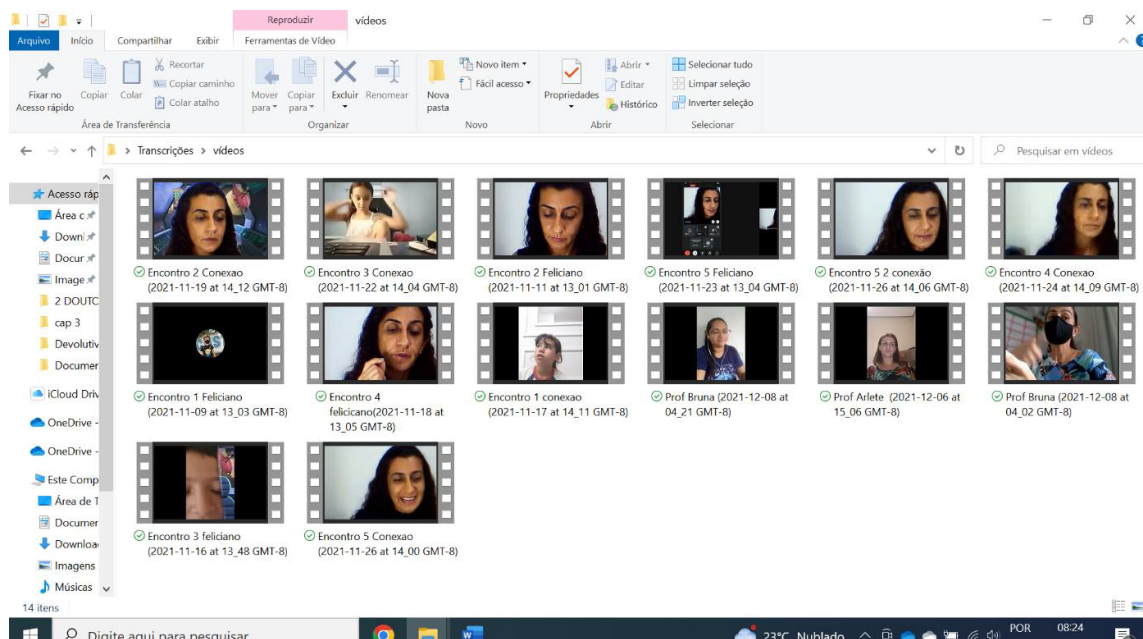 Reproduzir
vídeos
Arquivo
Início
Compartilhar
Exibir
Ferramentas de Vídeo
Fixar no
Acesso rápido
Copiar
Colar
Recortar
Copiar caminho
Colar atalho
Área de Transferência
Mover
para
Copiar
para
Excluir
Renomear
Organizar
Nova
pasta
Novo item
Fácil acesso
Novo
Propriedades
Abrir
Editar
Histórico
Abrir
Selecionar tudo
Limpar seleção
Inverter seleção
Selecionar
Transcrições > vídeos
Pesquisar em vídeos
Acesso ráp
Área c
Downl
Docur
Image
2 DOUTC
cap 3
Devolutiv
Documer
iCloud Driv
OneDrive -
OneDrive -
Este Comp
Área de T
Documer
Downloa
Imagens
Músicas
Encontro 2 Conexao
(2021-11-19 at 14_12 GMT-8)
Encontro 3 Conexao
(2021-11-22 at 14_04 GMT-8)
Encontro 2 Feliciano
(2021-11-11 at 13_01 GMT-8)
Encontro 5 Feliciano
(2021-11-23 at 13_04 GMT-8)
Encontro 5 2 conexão
(2021-11-26 at 14_06 GMT-8)
Encontro 4 Conexao
(2021-11-24 at 14_09 GMT-8)
Encontro 1 Feliciano
(2021-11-09 at 13_03 GMT-8)
Encontro 4
felicicano(2021-11-18 at
13_05 GMT-8)
Encontro 1 conexao
(2021-11-17 at 14_11 GMT-8)
Prof Bruna (2021-12-08 at
04_21 GMT-8)
Prof Arlete (2021-12-06 at
15_06 GMT-8)
Prof Bruna (2021-12-08 at
04_02 GMT-8)
Encontro 3 feliciano
(2021-11-16 at 13_48 GMT-8)
Encontro 5 Conexao
(2021-11-26 at 14_00 GMT-8)
14 itens
Digite aqui para pesquisar
23°C Nublado
POR
08:24